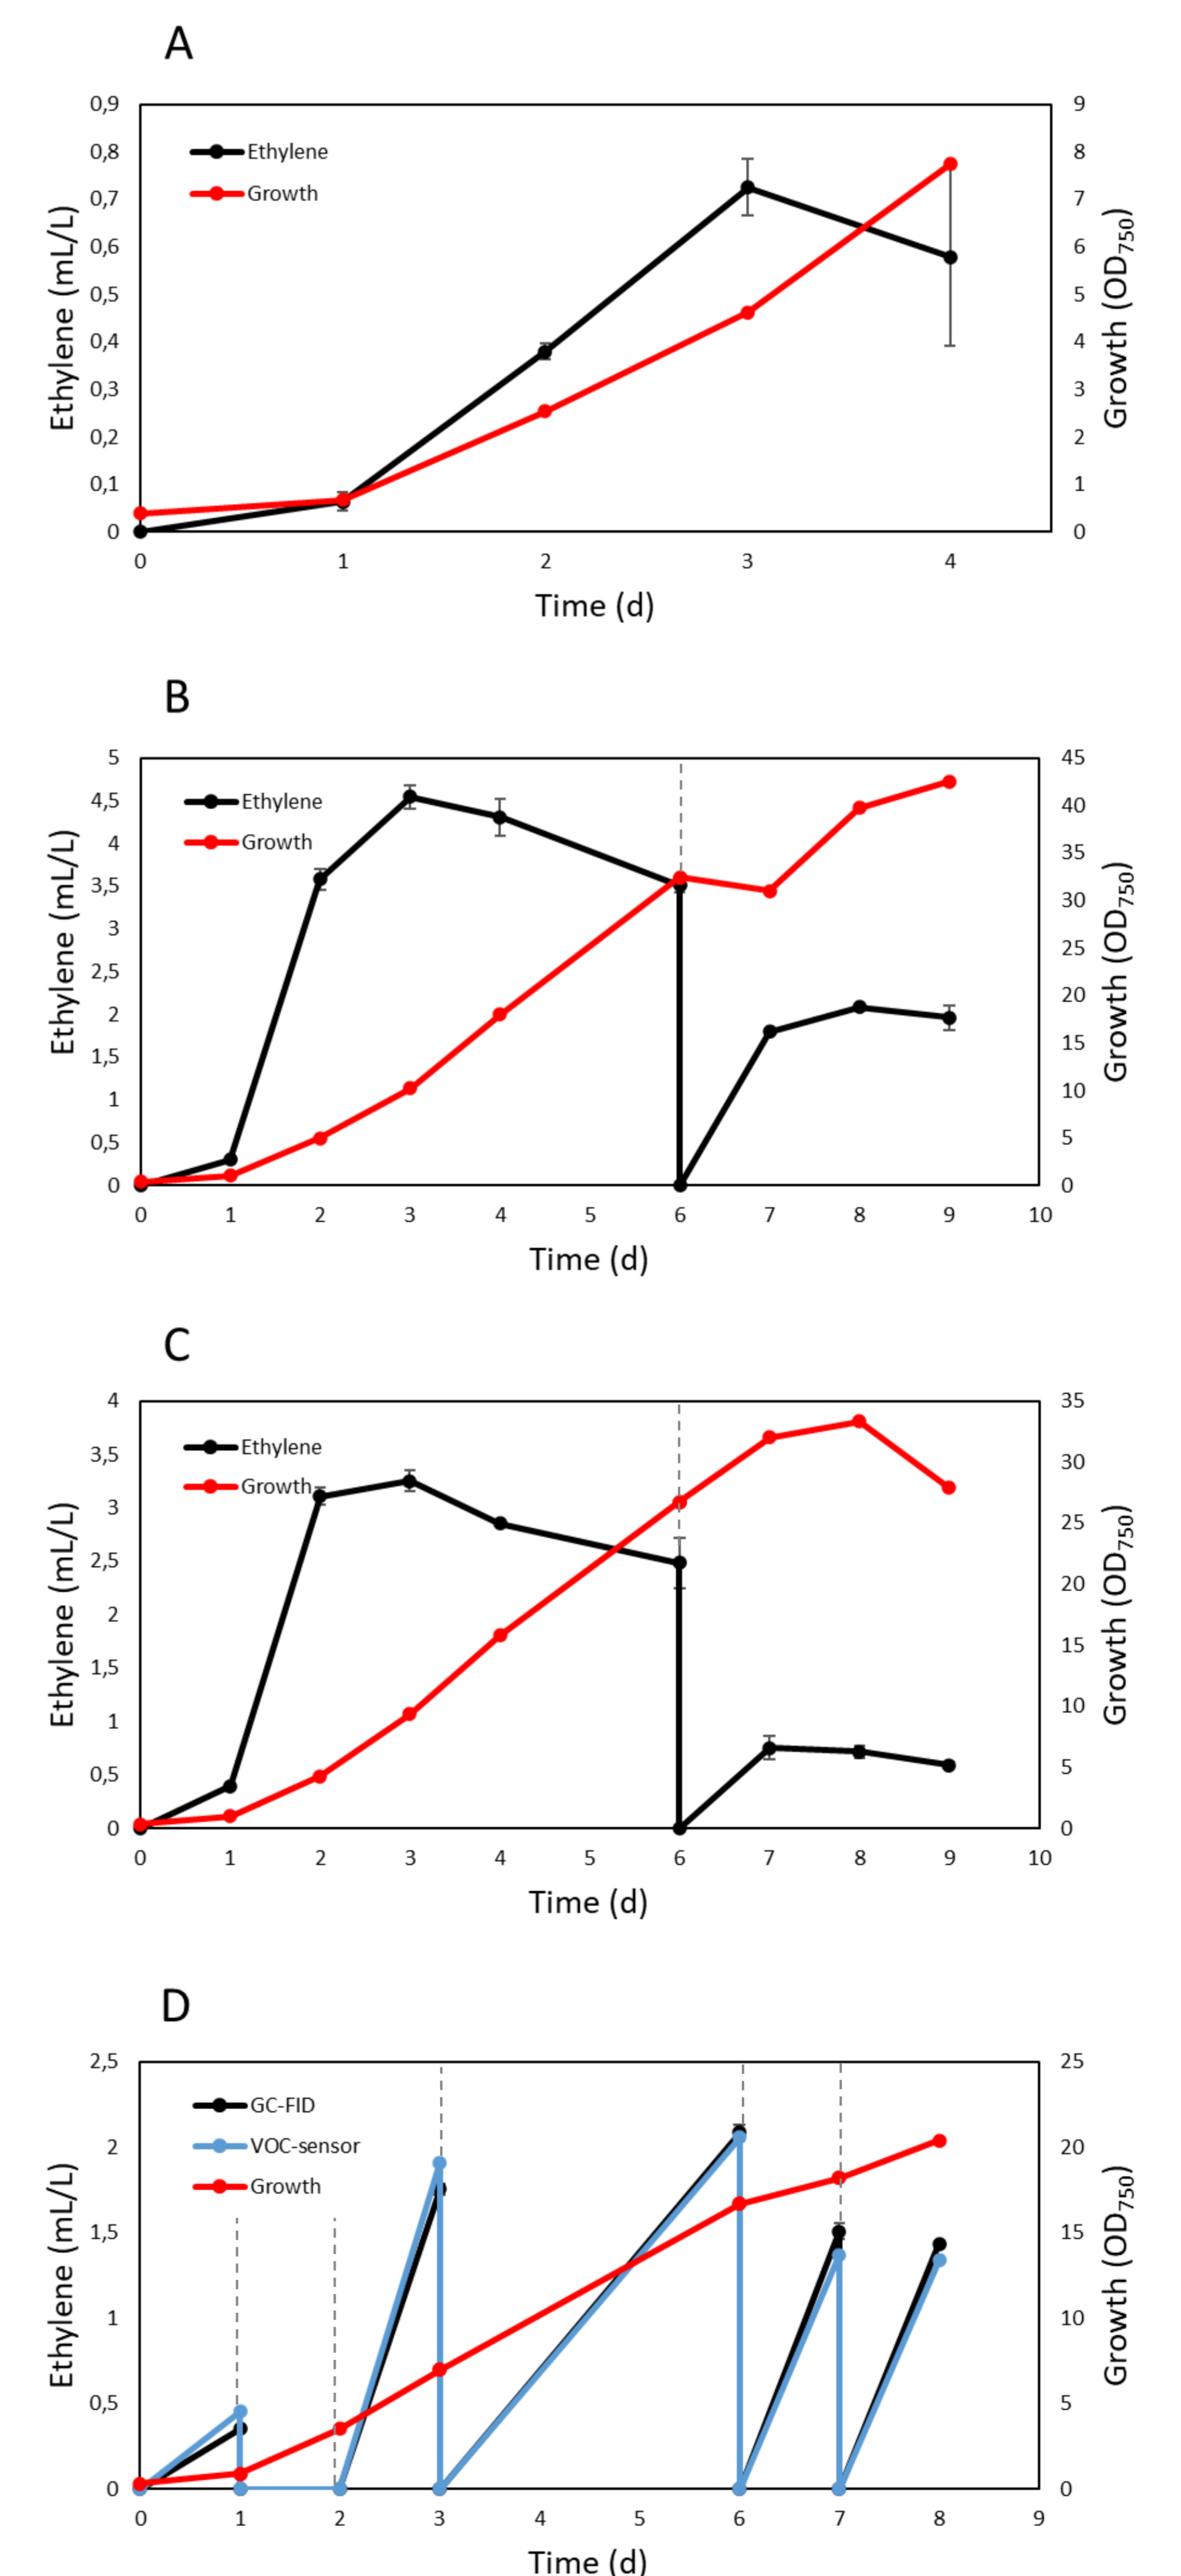 A
0,9
0,8
0,7
0,6
0,5
0,4
0,3
0,2
0,1
0
Ethylene (mL/L)
Ethylene
Growth
9
8
7
6
5
4
3
2
1
0
Growth (OD750)
0 1 2 3 4
Time (d)
B
5
4,5
4
3,5
3
2,5
2
1,5
1
0,5
0
Ethylene (mL/L)
Ethylene
Growth
45
40
35
30
25
20
15
10
5
0
Growth (OD750)
0 1 2 3 4 5 6 7 8 9 10
Time (d)
C
4
3,5
3
2,5
2
1,5
1
0,5
0
Ethylene (mL/L)
Ethylene
Growth
35
30
25
20
15
10
5
0
Growth (OD750)
0 1 2 3 4 5 6 7 8 9 10
Time (d)
D
2,5
2
1,5
1
0,5
0
Ethylene (mL/L)
GC-FID
VOC-sensor
Growth
25
20
15
10
5
0
Growth (OD750)
0 1 2 3 4 5 6 7 8 9
Time (d)